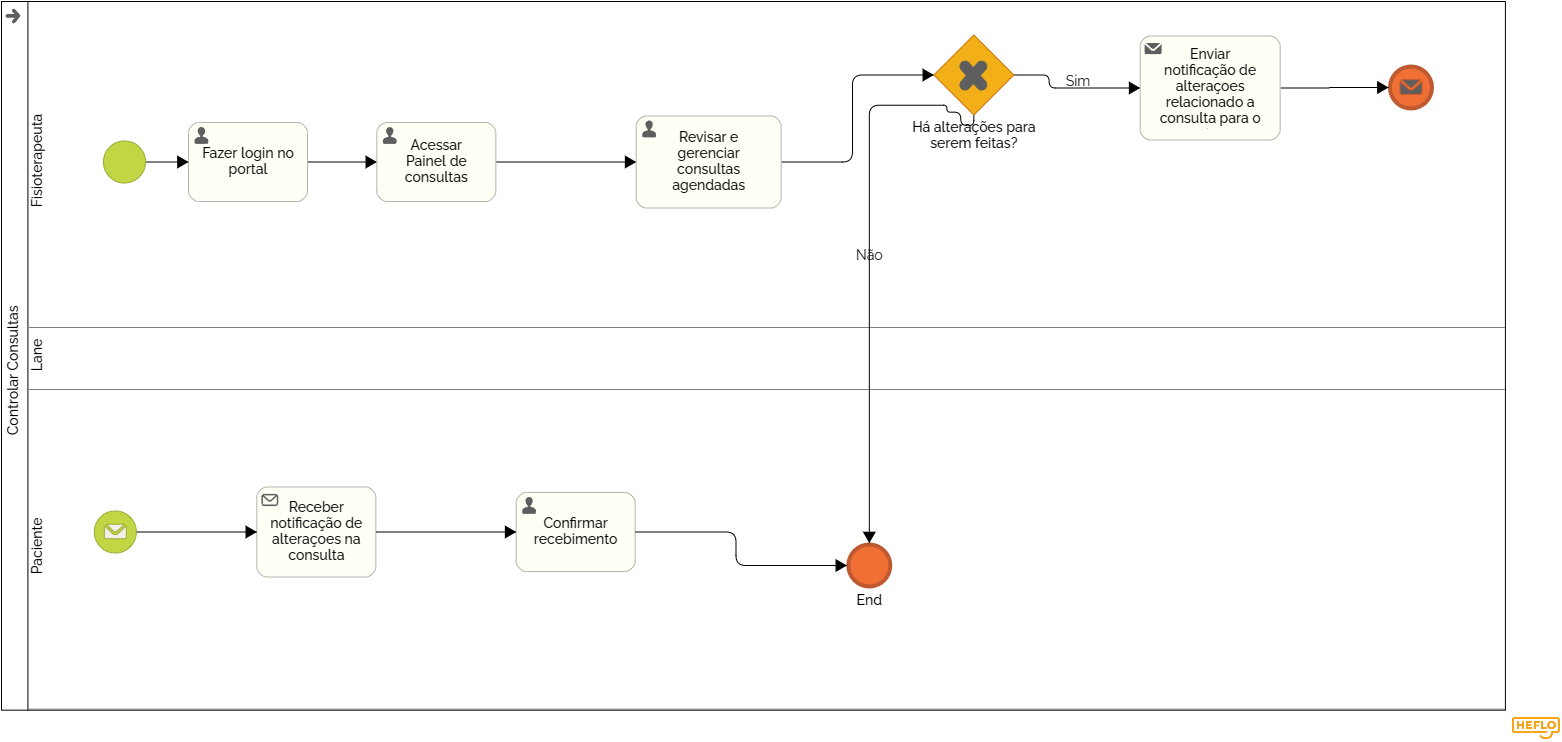 Controlar Consultas
Fisioterapeuta
Fazer login no
portal
Acessar
Painel de
consultas
Revisar e
gerenciar
consultas
agendadas
Há alterações para
serem feitas?
Sim
Enviar
notificação de
alteraçoes
relacionado a
consulta para o
Não
Lane
Paciente
Receber
notificação de
alteraçoes na
consulta
Confirmar
recebimento
End
HEFLO